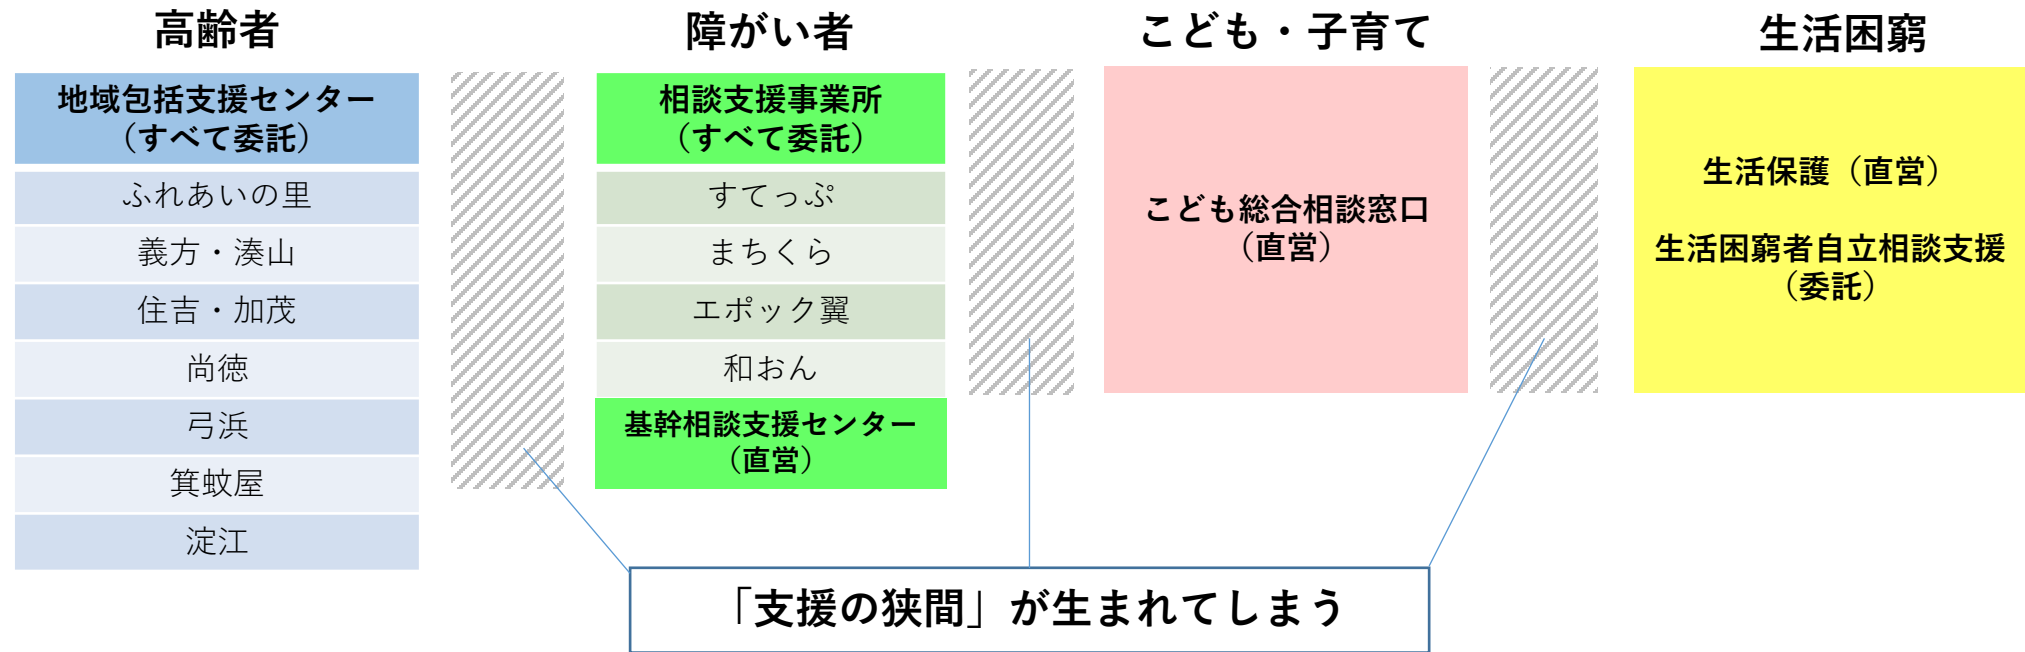 高齢者
地域包括支援センター
（すべて委託）
ふれあいの里
義方・湊山
住吉・加茂
尚徳
弓浜
箕蚊屋
淀江
障がい者
相談支援事業所
（すべて委託）
すてっぷ
まちくら
エポック翼
和おん
基幹相談支援センター
（直営）
こども・子育て
こども総合相談窓口
（直営）
生活困窮
生活保護（直営）
生活困窮者自立相談支援
（委託）
「支援の狭間」が生まれてしまう